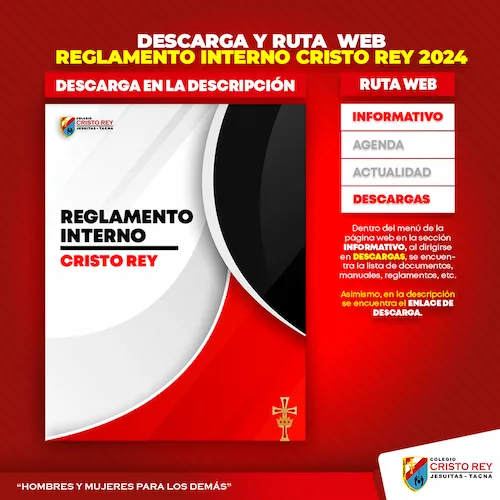 DESCARGA Y RUTA WEB
REGLAMENTO INTERNO CRISTO REY 2024
DESCARGA EN LA DESCRIPCIÓN
COLEGIO
CRISTO REY
JESUITAS - TACNA
REGLAMENTO
INTERNO
CRISTO REY
RUTA WEB
INFORMATIVO
AGENDA
ACTUALIDAD
DESCARGAS
Dentro del menú de la
página web en la sección
INFORMATIVO, al dirigirse
en DESCARGAS, se encuen-
tra la lista de documentos,
manuales, reglamentos, etc.
Asimismo, en la descripción
se encuentra el ENLACE DE
DESCARGA.
"HOMBRES Y MUJERES PARA LOS DEMÁS"
COLEGIO
CRISTO REY
JESUITAS - TACNA